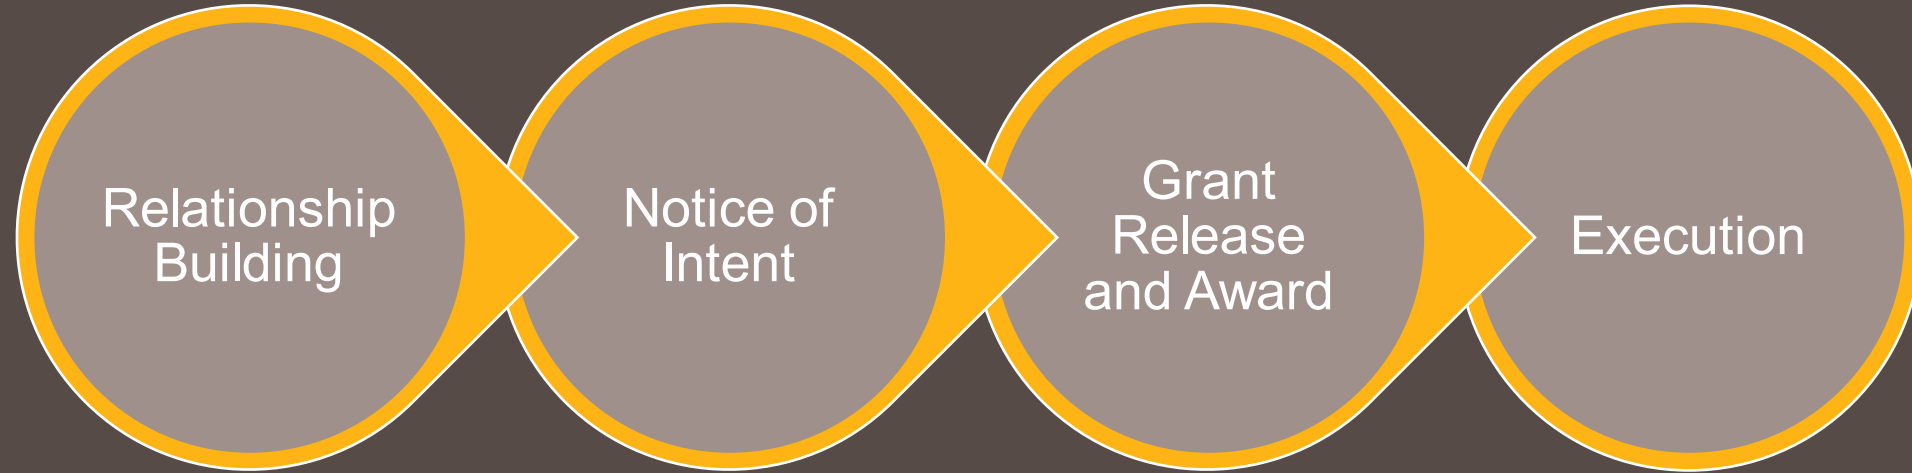 Relationship
Building
Notice of
Intent
Grant
Release
and Award
Execution